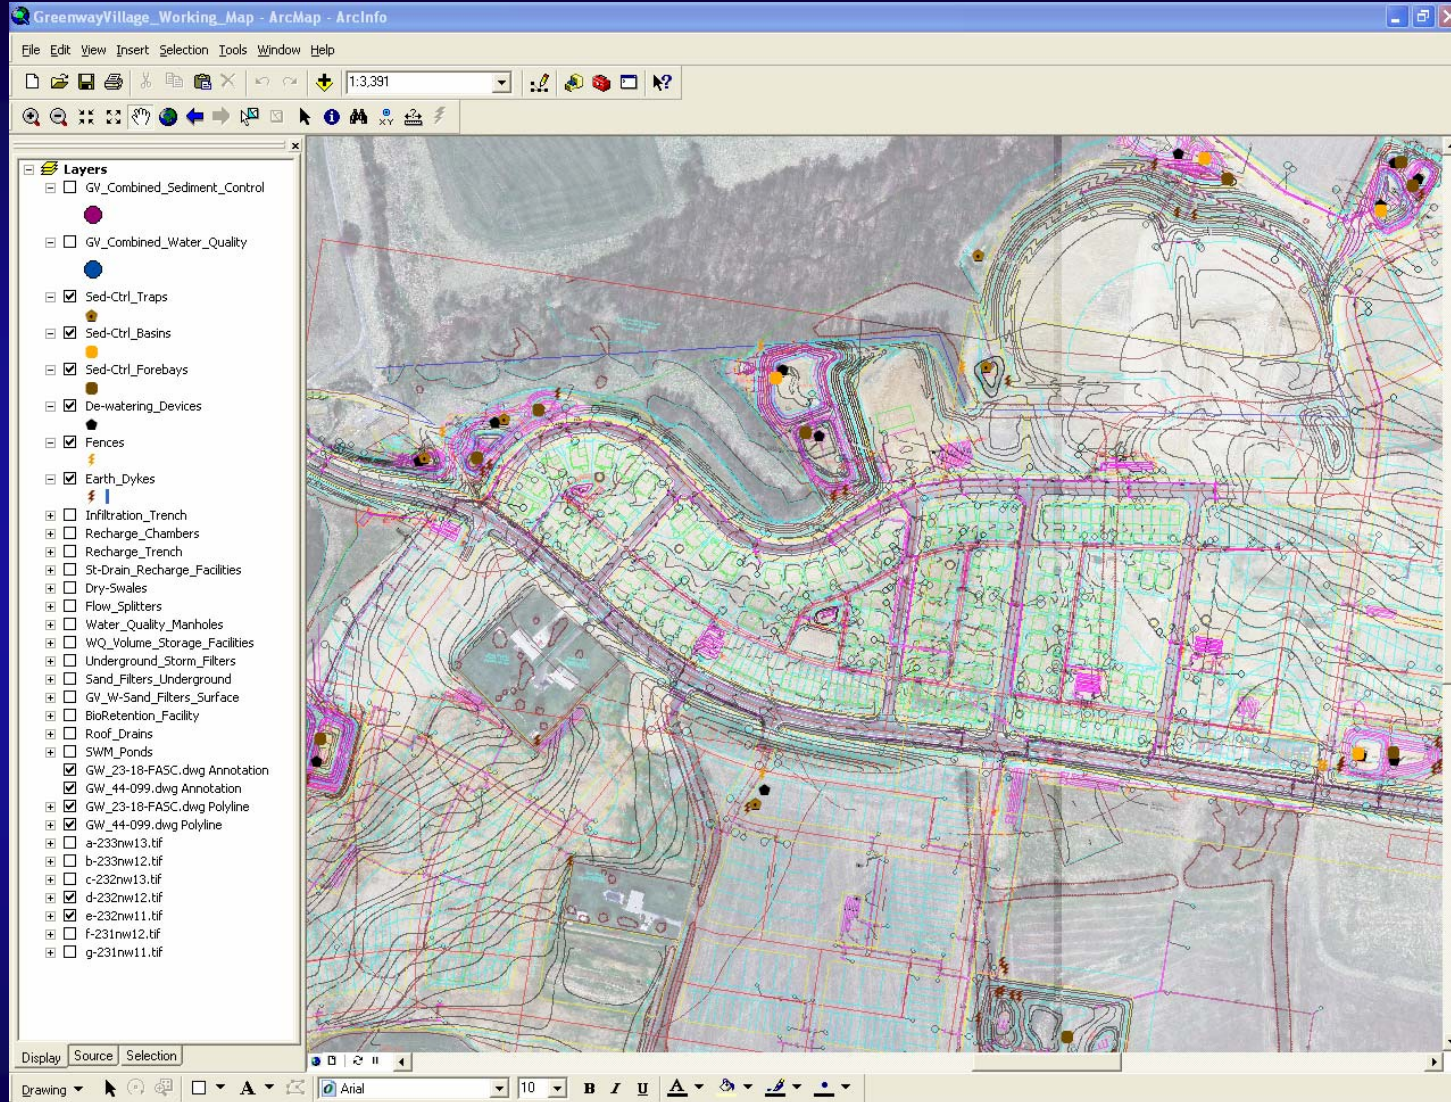 GreenwayVillage_Working_Map - ArcMap - ArcInfo
File Edit View Insert Selection Tools Window Help
1:3,391
Layers
GV_Combined_Sediment_Control
GV_Combined_Water_Quality
Sed-Ctrl_Traps
Sed-Ctrl_Basins
Sed-Ctrl_Forebays
De-watering_Devices
Fences
Earth_Dykes
Infiltration_Trench
Recharge_Chambers
Recharge_Trench
St-Drain_Recharge_Facilities
Dry-Swales
Flow_Splitters
Water_Quality_Manholes
WQ_Volume_Storage_Facilities
Underground_Storm_Filters
Sand_Filters_Underground
GV_W-Sand_Filters_Surface
BioRetention_Facility
Roof_Drains
SWM_Ponds
GW_23-18-FASC.dwg Annotation
GW_44-099.dwg Annotation
GW_23-18-FASC.dwg Polyline
GW_44-099.dwg Polyline
a-233nw13.tif
b-233nw12.tif
c-232nw13.tif
d-232nw12.tif
e-232nw11.tif
f-231nw12.tif
g-231nw11.tif
Display Source Selection
Drawing A Arial 10 B I U A